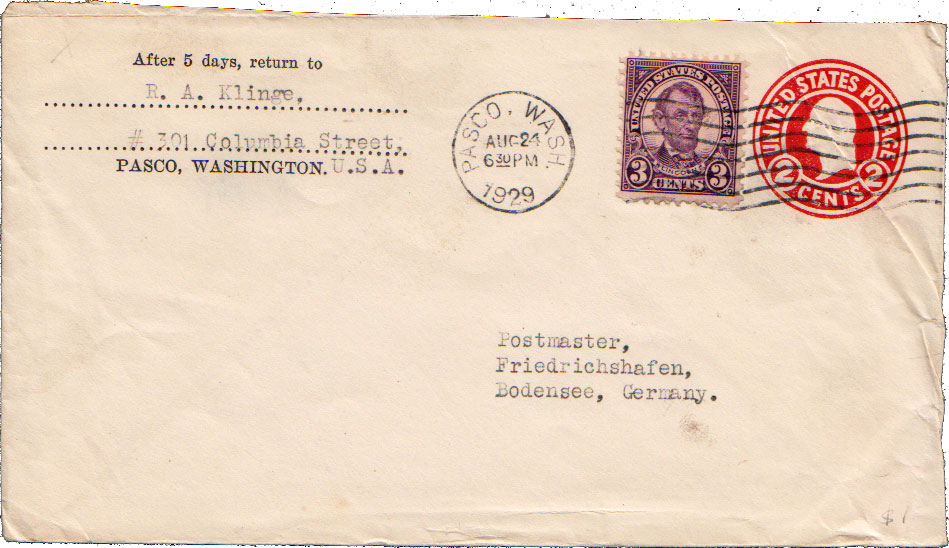 After 5 days, return to
R. A. Klinge,
# 301 Columbia Street,
PASCO, WASHINGTON. U.S.A.
PASCO, WASH.
AUG 24
6 30 PM
1929
UNITED STATES POSTAGE
LINCOLN
3 CENTS 3
UNITED STATES POSTAGE
2 CENTS 2
Postmaster,
Friedrichshafen,
Bodensee, Germany.
$1